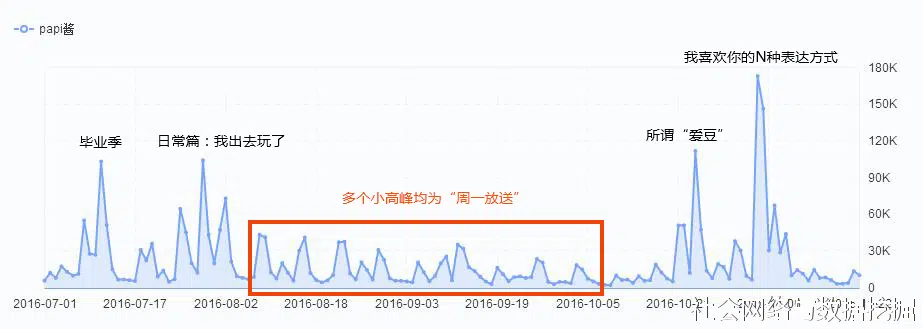 papi酱
我喜欢你的N种表达方式
180K
150K
毕业季
日常篇：我出去玩了
所谓“爱豆”
120K
90K
多个小高峰均为“周一放送”
60K
30K
0
2016-07-01
2016-07-17
2016-08-02
2016-08-18
2016-09-03
2016-09-19
2016-10-05
社会网络与数据挖掘